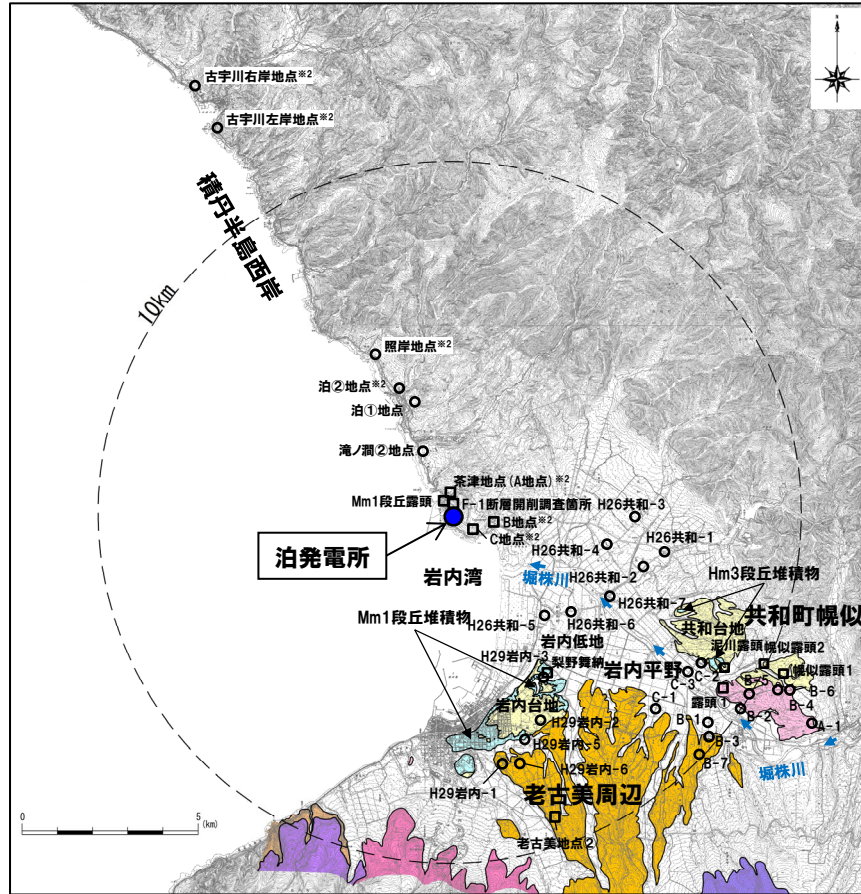 古宇川右岸地点※2
古宇川左岸地点※2
積丹半島西岸
10km
照岸地点※2
泊②地点※2
泊①地点
滝ノ澗②地点
茶津地点(A地点)※2
Mm1段丘露頭
F-1断層開削調査箇所
H26共和-3
B地点※2
C地点※2
H26共和-1
H26共和-4
泊発電所
岩内湾
H26共和-2
Hm3段丘堆積物
堀株川
H26共和-7
共和町幌似
Mm1段丘堆積物
H26共和-5
H26共和-6
共和台地
岩内低地
泥川露頭
幌似露頭2
H29岩内-3
梨野舞納
岩内平野
C-2
幌似露頭1
C-3
B-5
B-6
岩内台地
C-1
露頭1
B-4
H29岩内-2
B-1
B-2
A-1
H29岩内-5
B-3
H29岩内-6
B-7
堀株川
H29岩内-1
老古美周辺
老古美地点2
0
5
(km)